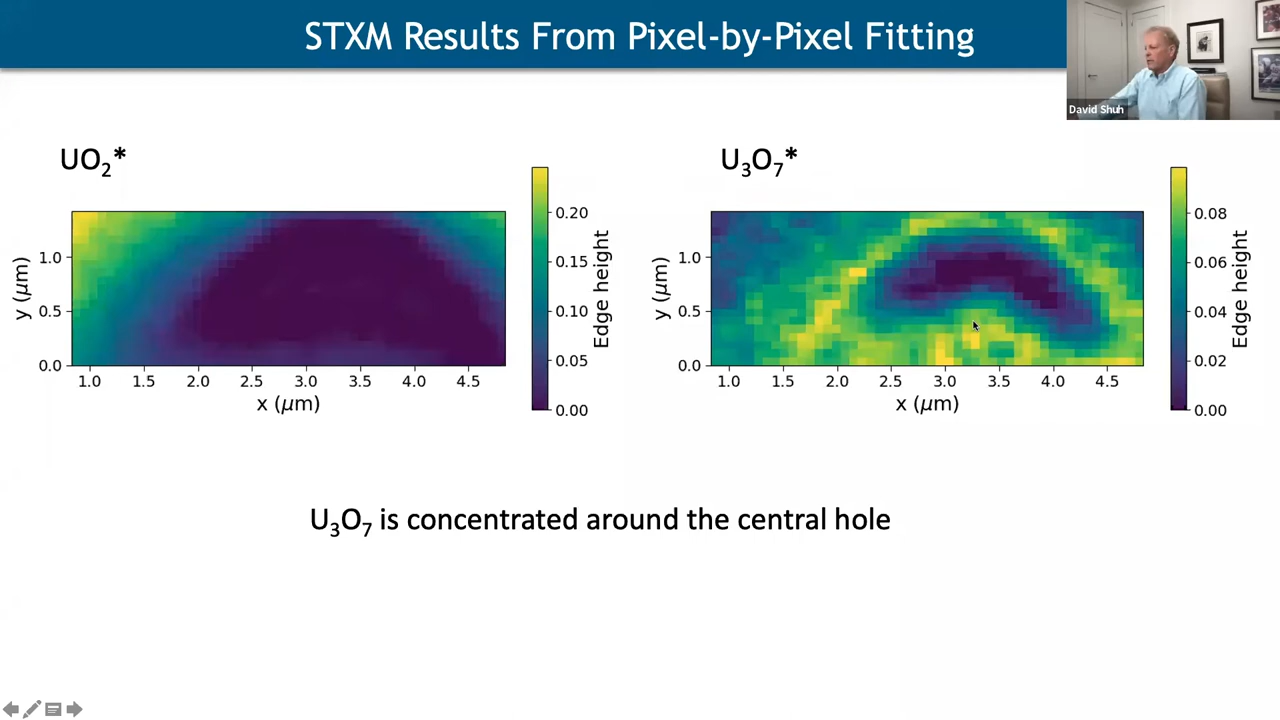 STXM Results From Pixel-by-Pixel Fitting
David Shuh
UO₂*
0.20
0.15
0.10
0.05
0.00
Edge height
1.0
0.5
0.0
y (μm)
1.0 1.5 2.0 2.5 3.0 3.5 4.0 4.5
x (μm)
U₃O₇*
0.08
0.06
0.04
0.02
0.00
Edge height
1.0
0.5
0.0
y (μm)
1.0 1.5 2.0 2.5 3.0 3.5 4.0 4.5
x (μm)
U₃O₇ is concentrated around the central hole